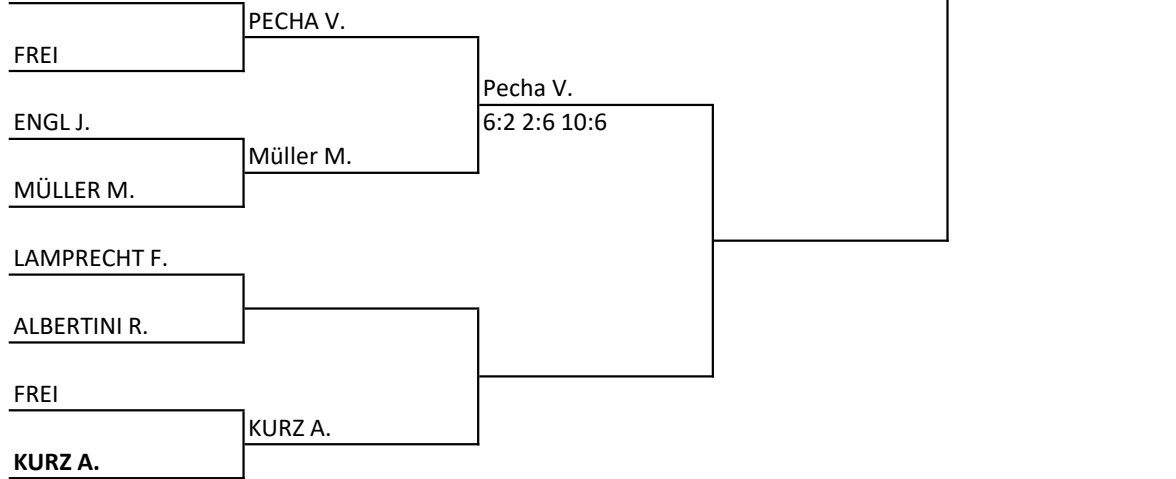 PECHA V.
FREI
Pecha V.
ENGL J.
6:2 2:6 10:6
Müller M.
MÜLLER M.
LAMPRECHT F.
ALBERTINI R.
FREI
KURZ A.
KURZ A.